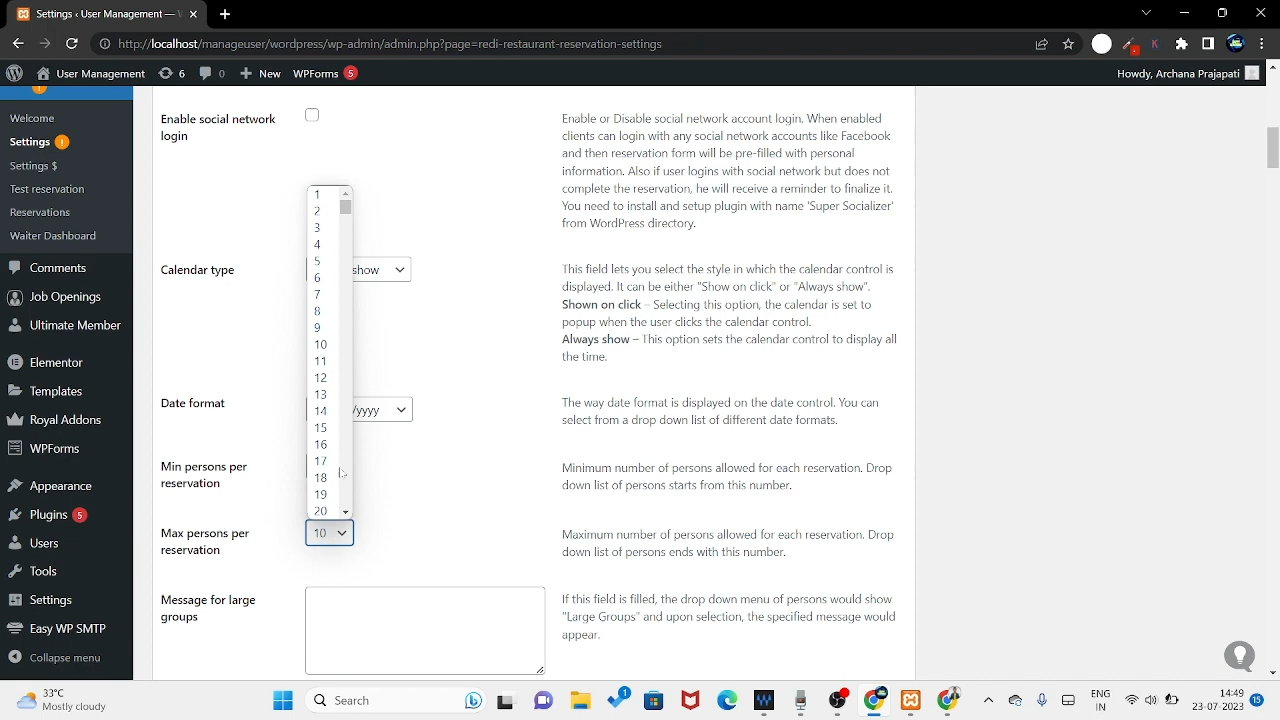 Settings ‹ User Management — V
http://localhost/manageuser/wordpress/wp-admin/admin.php?page=redi-restaurant-reservation-settings
User Management 6 0 New WPForms 5 Howdy, Archana Prajapati
Welcome
Settings !
Settings $
Test reservation
Reservations
Waiter Dashboard
Comments
Job Openings
Ultimate Member
Elementor
Templates
Royal Addons
WPForms
Appearance
Plugins 5
Users
Tools
Settings
Easy WP SMTP
Collapse menu
Enable social network
login
Enable or Disable social network account login. When enabled
clients can login with any social network accounts like Facebook
and then reservation form will be pre-filled with personal
information. Also if user logins with social network but does not
complete the reservation, he will receive a reminder to finalize it.
You need to install and setup plugin with name 'Super Socializer'
from WordPress directory.
1
2
3
4
5
6
7
8
9
10
11
12
13
14
15
16
17
18
19
20
Calendar type
show
This field lets you select the style in which the calendar control is
displayed. It can be either "Show on click" or "Always show".
Shown on click – Selecting this option, the calendar is set to
popup when the user clicks the calendar control.
Always show – This option sets the calendar control to display all
the time.
Date format
/yyyy
The way date format is displayed on the date control. You can
select from a drop down list of different date formats.
Min persons per
reservation
Minimum number of persons allowed for each reservation. Drop
down list of persons starts from this number.
Max persons per
reservation
10
Maximum number of persons allowed for each reservation. Drop
down list of persons ends with this number.
Message for large
groups
If this field is filled, the drop down menu of persons would show
"Large Groups" and upon selection, the specified message would
appear.
33°C
Mostly cloudy
Search
1
ENG
IN
14:49
23-07-2023
15